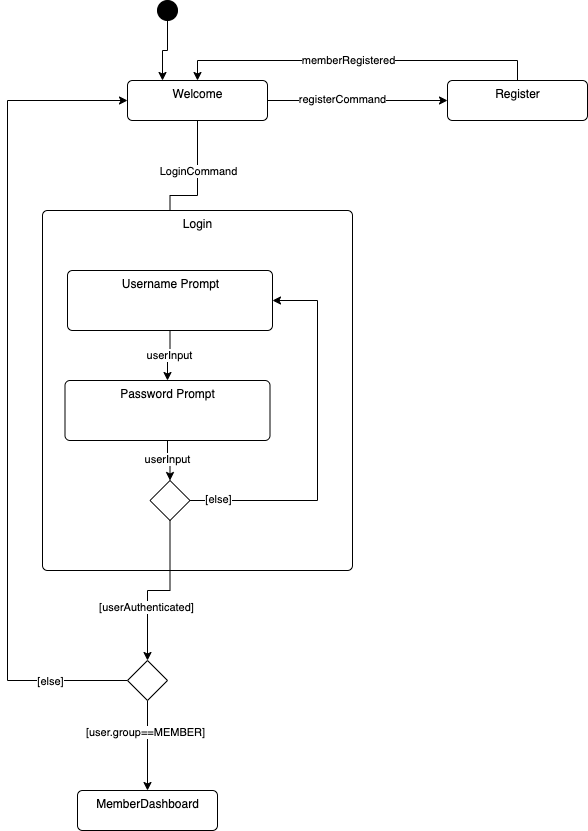 memberRegistered
Welcome
registerCommand
Register
LoginCommand
Login
Username Prompt
userInput
Password Prompt
userInput
[else]
[userAuthenticated]
[else]
[user.group==MEMBER]
MemberDashboard